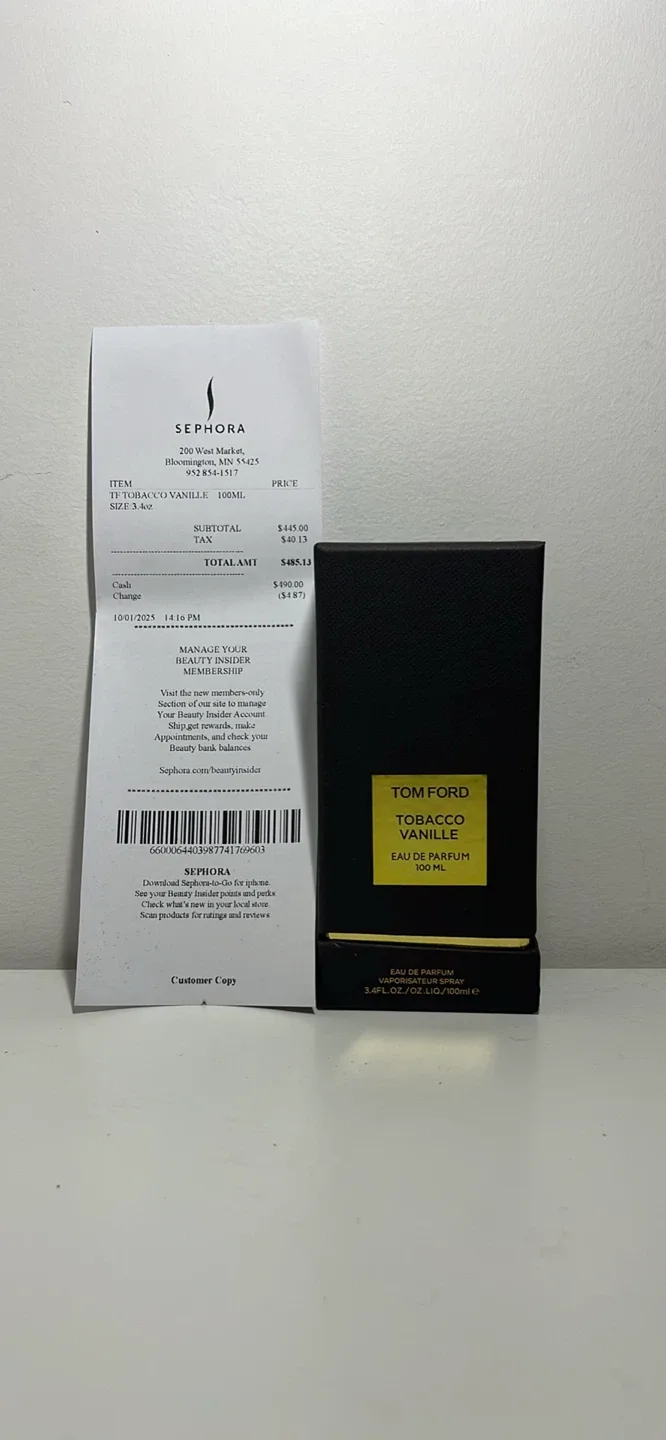 SEPHORA
200 West Market,
Bloomington, MN 55425
952 854-1517
ITEM PRICE
TF TOBACCO VANILLE 100ML
SIZE 3.4oz
SUBTOTAL $445.00
TAX $40.13
TOTAL AMT $485.13
Cash $490.00
Change ($4.87)
10/01/2025 14:16 PM
MANAGE YOUR
BEAUTY INSIDER
MEMBERSHIP
Visit the new members-only
Section of our site to manage
Your Beauty Insider Account.
Ship,get rewards, make
Appointments, and check your
Beauty bank balances
Sephora.com/beautyinsider
6600064403987741769603
SEPHORA
Download Sephora-to-Go for iphone.
See your Beauty Insider points and perks.
Check what's new in your local store.
Scan products for ratings and reviews
Customer Copy
TOM FORD
TOBACCO
VANILLE
EAU DE PARFUM
100 ML
EAU DE PARFUM
VAPORISATEUR SPRAY
3.4FL.OZ./OZ.LIQ./100ml ℮